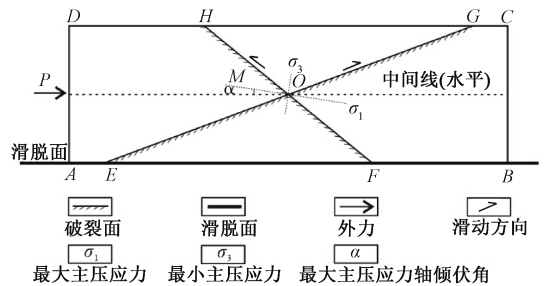 D H G C
σ3
M O
P α 中间线(水平)
σ1
滑脱面
A E F B
破裂面 滑脱面 外力 滑动方向
σ1 σ3 α
最大主压应力 最小主压应力 最大主压应力轴倾伏角